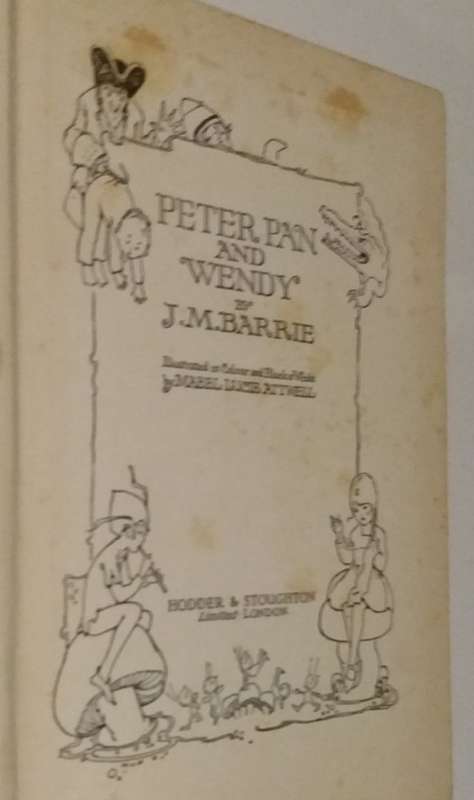 PETER PAN
AND
WENDY
BY
J.M.BARRIE
Illustrated in Colour and Black & White
by MABEL LUCIE ATTWELL
HODDER & STOUGHTON
Limited LONDON